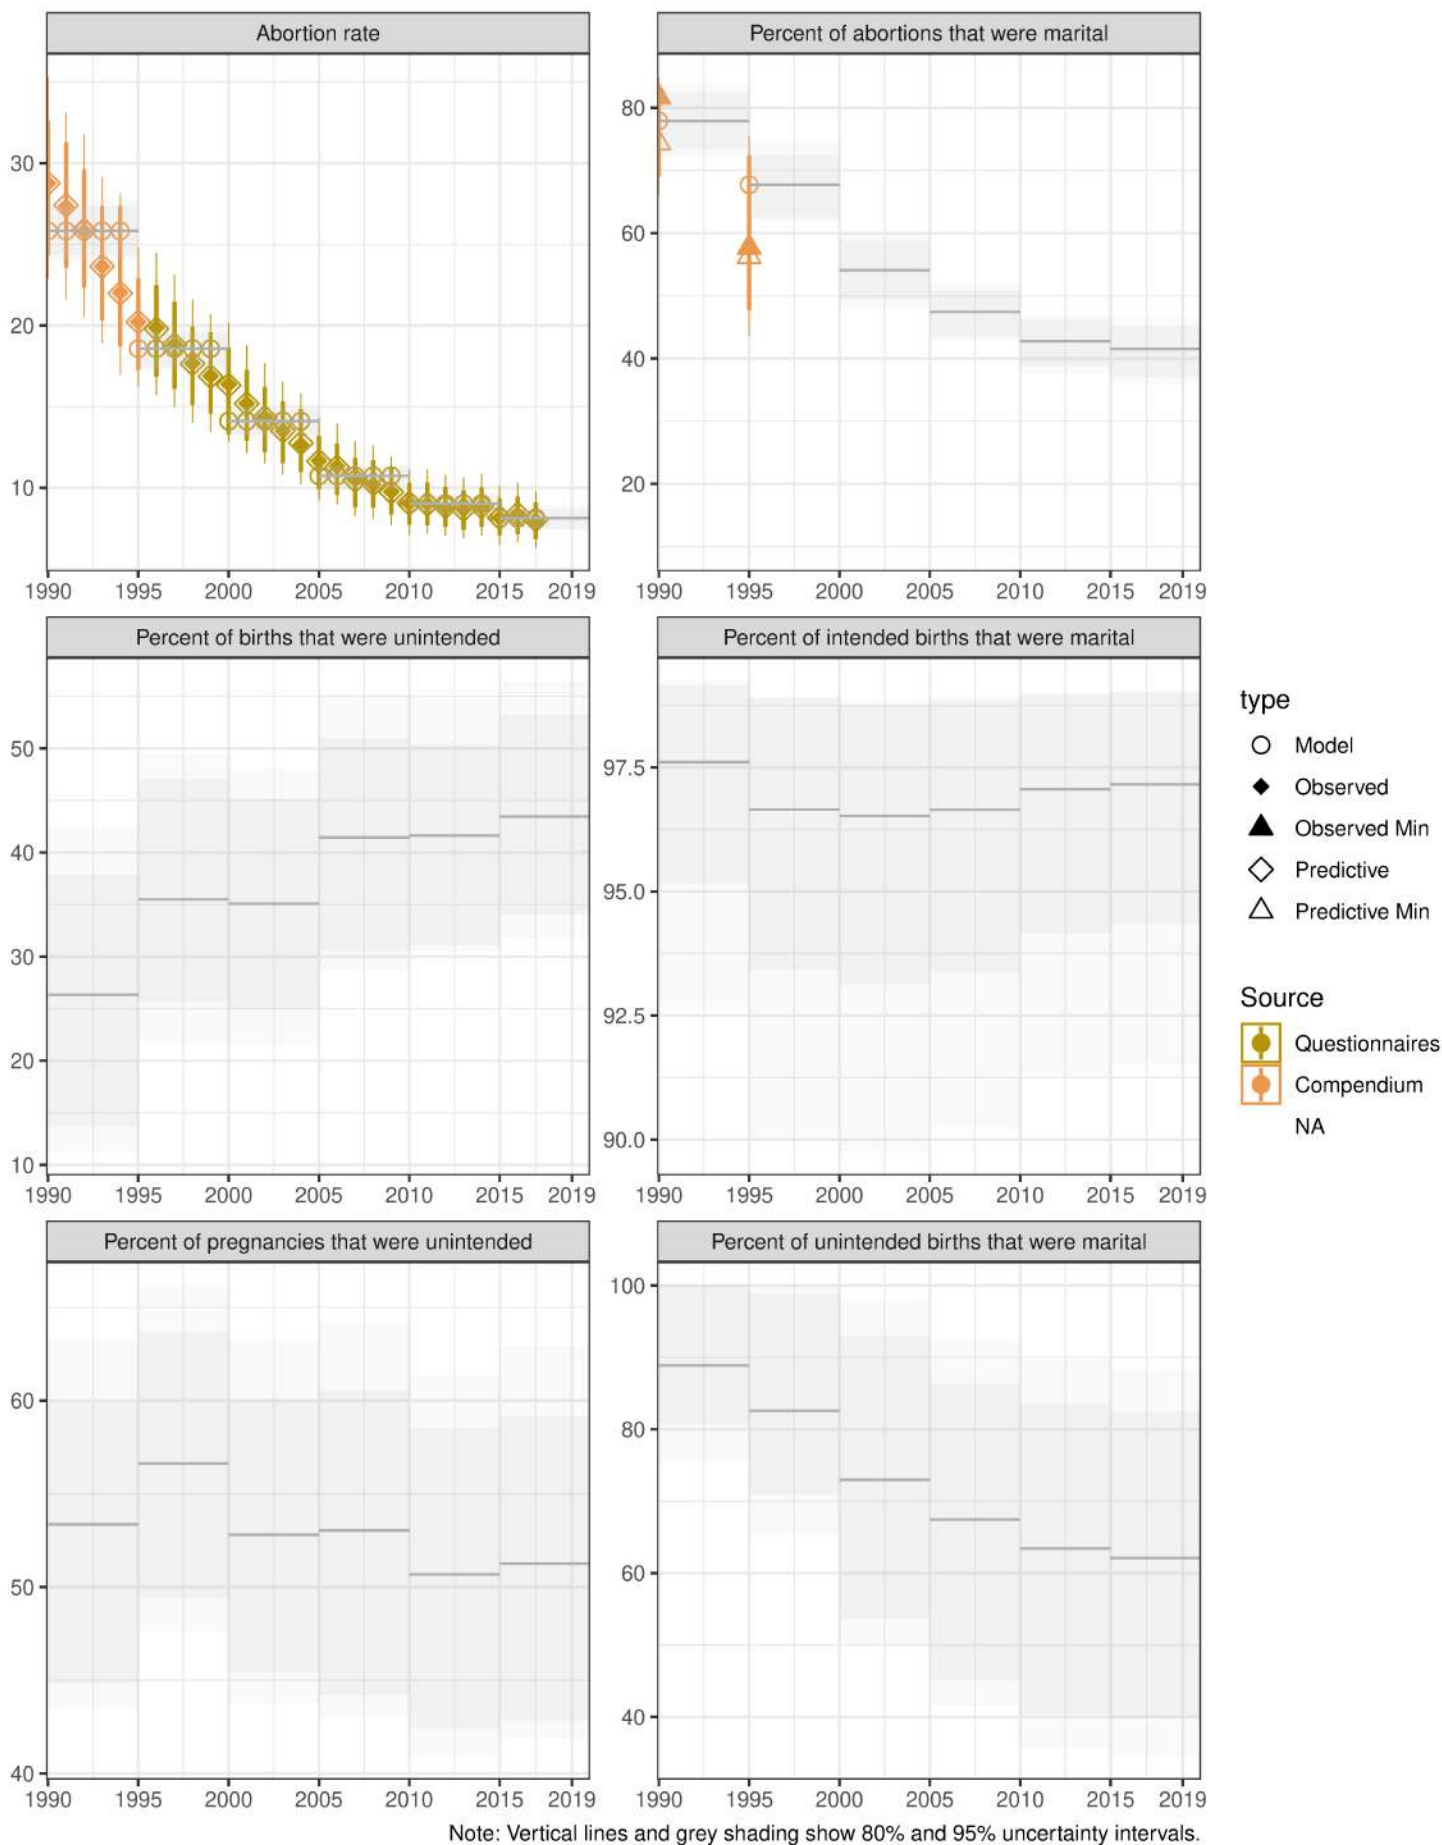 Abortion rate
Percent of abortions that were marital
30
20
10
80
60
40
20
1990 1995 2000 2005 2010 2015 2019
1990 1995 2000 2005 2010 2015 2019
Percent of births that were unintended
Percent of intended births that were marital
50
40
30
20
10
97.5
95.0
92.5
90.0
1990 1995 2000 2005 2010 2015 2019
1990 1995 2000 2005 2010 2015 2019
type
Model
Observed
Observed Min
Predictive
Predictive Min
Source
Questionnaires
Compendium
NA
Percent of pregnancies that were unintended
Percent of unintended births that were marital
60
50
40
100
80
60
40
1990 1995 2000 2005 2010 2015 2019
1990 1995 2000 2005 2010 2015 2019
Note: Vertical lines and grey shading show 80% and 95% uncertainty intervals.